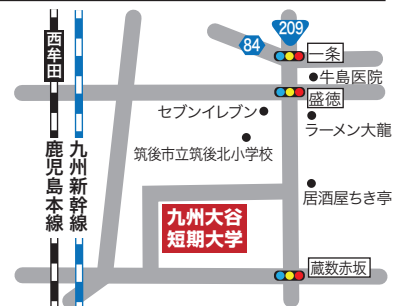 209
84
一条
西牟田
牛島医院
盛徳
セブンイレブン
ラーメン大龍
筑後市立筑後北小学校
鹿児島本線
九州新幹線
居酒屋ちき亭
九州大谷
短期大学
蔵数赤坂